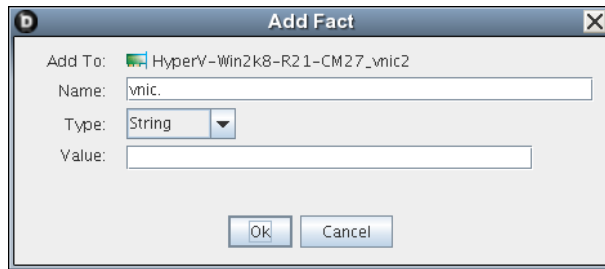 Add Fact
Add To: HyperV-Win2k8-R21-CM27_vnic2
Name: vnic.
Type: String
Value:
Ok Cancel